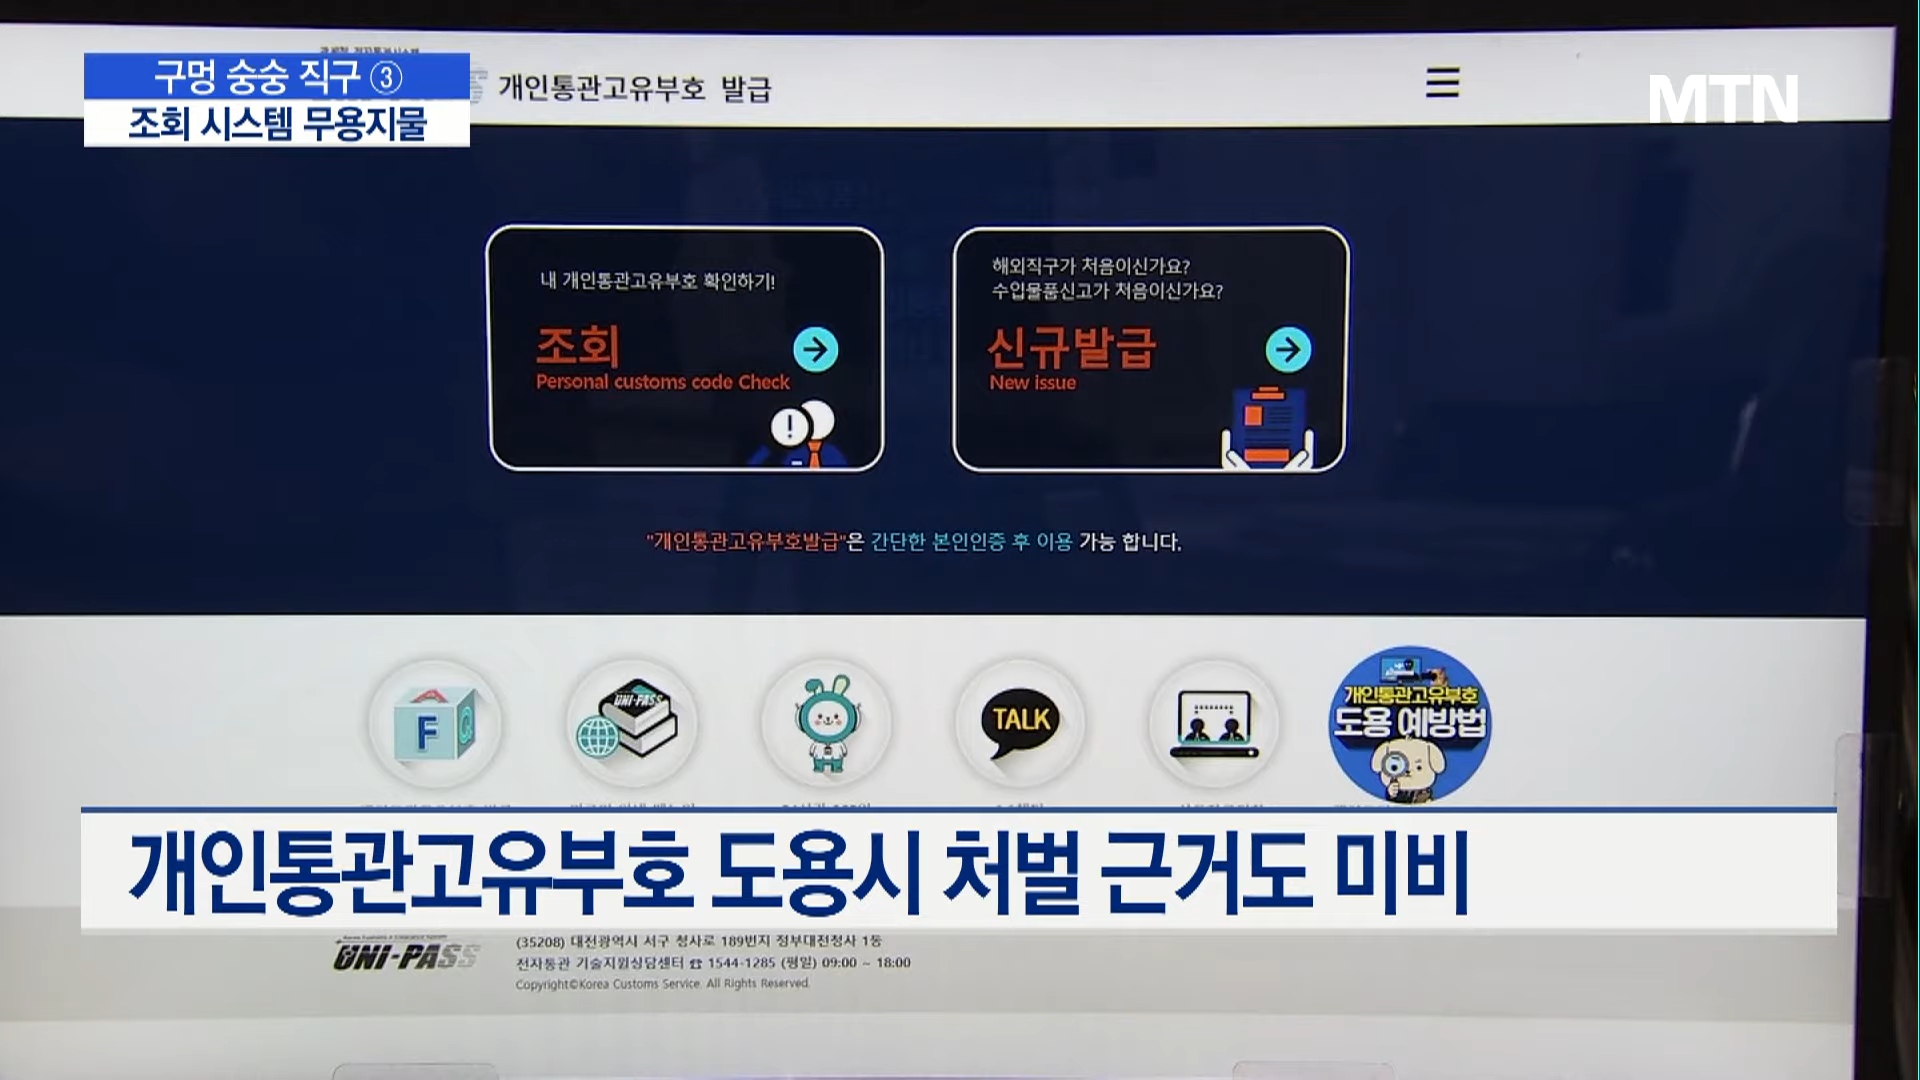 구멍 숭숭 직구 ③
조회 시스템 무용지물
개인통관고유부호 발급
MTN
내 개인통관고유부호 확인하기!
조회
Personal customs code Check
해외직구가 처음이신가요?
수입물품신고가 처음이신가요?
신규발급
New issue
"개인통관고유부호발급"은 간단한 본인인증 후 이용 가능 합니다.
A
F
UNI-PASS
TALK
개인통관고유부호
도용 예방법
개인통관고유부호 도용시 처벌 근거도 미비
UNI-PASS
(35208) 대전광역시 서구 청사로 189번지 정부대전청사 1동
전자통관 기술지원상담센터 ☎ 1544-1285 (평일) 09:00 ~ 18:00
Copyright©Korea Customs Service. All Rights Reserved.